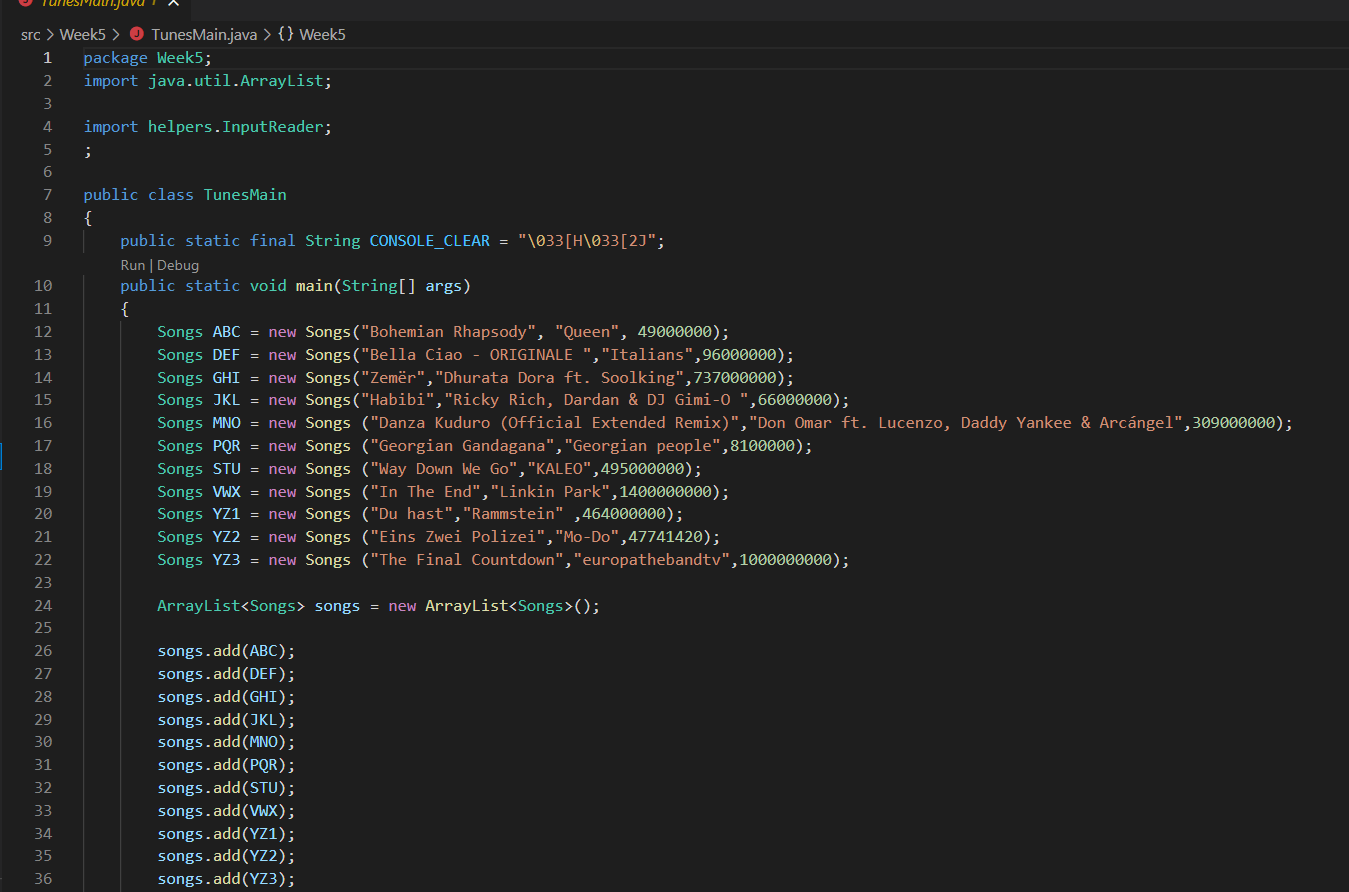 TunesMain.java 1 ×
src > Week5 > TunesMain.java > {} Week5
1 package Week5;
2 import java.util.ArrayList;
3
4 import helpers.InputReader;
5 ;
6
7 public class TunesMain
8 {
9 public static final String CONSOLE_CLEAR = "\033[H\033[2J";
Run | Debug
10 public static void main(String[] args)
11 {
12 Songs ABC = new Songs("Bohemian Rhapsody", "Queen", 49000000);
13 Songs DEF = new Songs("Bella Ciao - ORIGINALE ","Italians",96000000);
14 Songs GHI = new Songs("Zemër","Dhurata Dora ft. Soolking",737000000);
15 Songs JKL = new Songs("Habibi","Ricky Rich, Dardan & DJ Gimi-O ",66000000);
16 Songs MNO = new Songs ("Danza Kuduro (Official Extended Remix)","Don Omar ft. Lucenzo, Daddy Yankee & Arcángel",309000000);
17 Songs PQR = new Songs ("Georgian Gandagana","Georgian people",8100000);
18 Songs STU = new Songs ("Way Down We Go","KALEO",495000000);
19 Songs VWX = new Songs ("In The End","Linkin Park",1400000000);
20 Songs YZ1 = new Songs ("Du hast","Rammstein" ,464000000);
21 Songs YZ2 = new Songs ("Eins Zwei Polizei","Mo-Do",47741420);
22 Songs YZ3 = new Songs ("The Final Countdown","europathebandtv",1000000000);
23
24 ArrayList<Songs> songs = new ArrayList<Songs>();
25
26 songs.add(ABC);
27 songs.add(DEF);
28 songs.add(GHI);
29 songs.add(JKL);
30 songs.add(MNO);
31 songs.add(PQR);
32 songs.add(STU);
33 songs.add(VWX);
34 songs.add(YZ1);
35 songs.add(YZ2);
36 songs.add(YZ3);